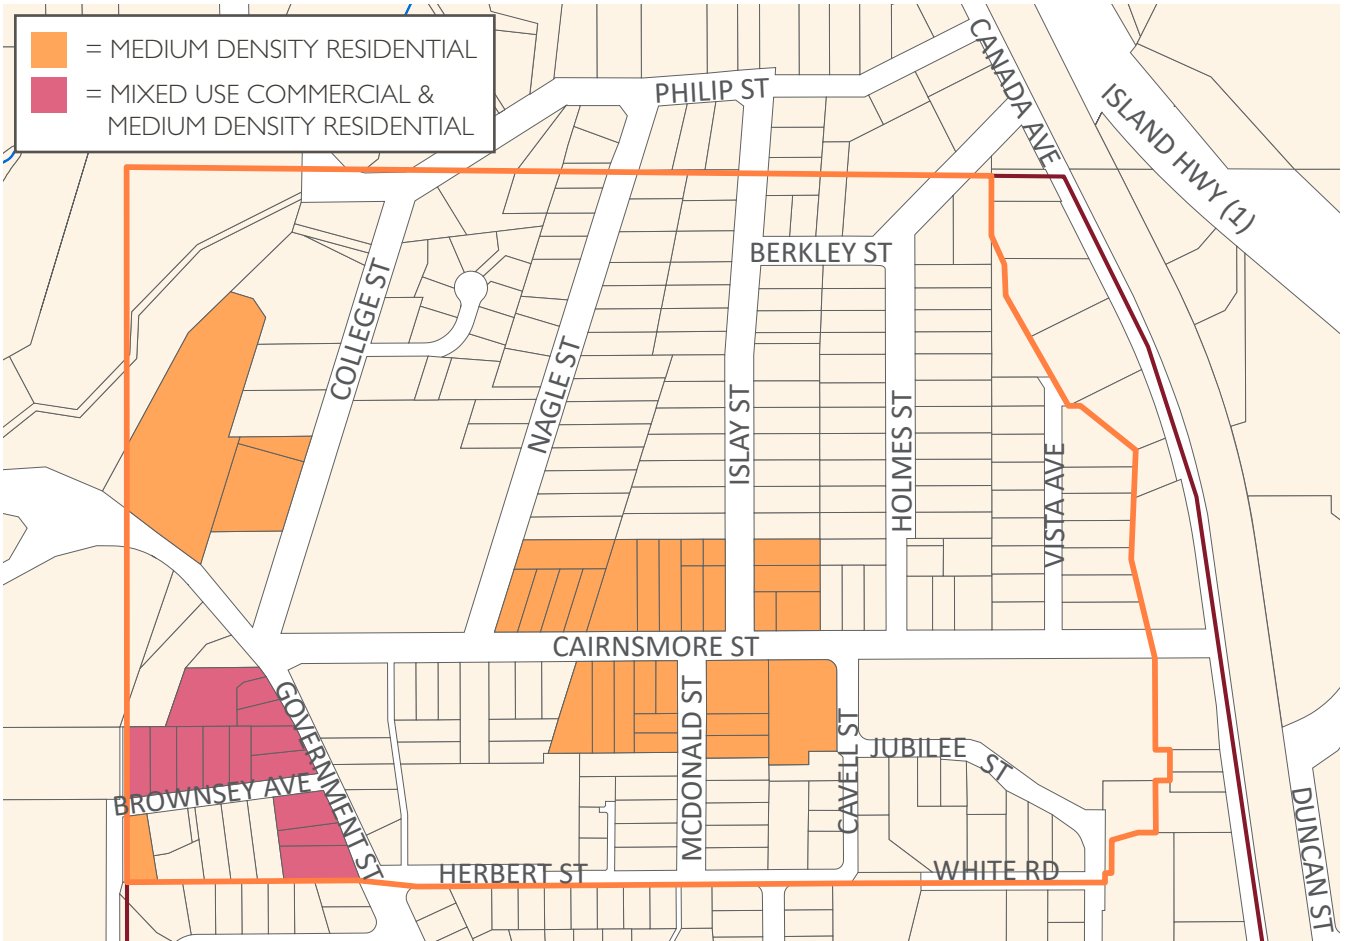 = MEDIUM DENSITY RESIDENTIAL
= MIXED USE COMMERCIAL &
MEDIUM DENSITY RESIDENTIAL
PHILIP ST
CANADA AVE
ISLAND HWY (1)
BERKLEY ST
COLLEGE ST
NAGLE ST
ISLAY ST
HOLMES ST
VISTA AVE
CAIRNSMORE ST
GOVERNMENT ST
MCDONALD ST
CAVELL ST
JUBILEE ST
BROWNSEY AVE
HERBERT ST
WHITE RD
DUNCAN ST